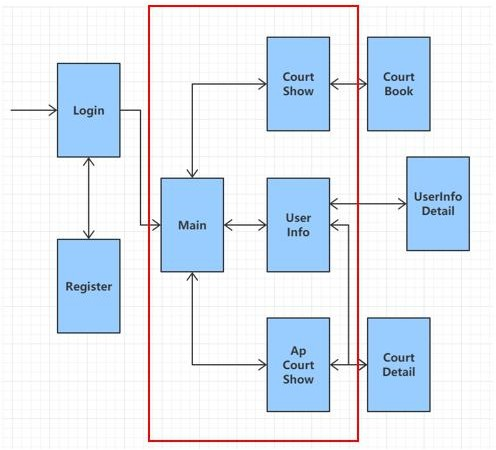 Login
Register
Main
Court
Show
Court
Book
User
Info
UserInfo
Detail
Ap
Court
Show
Court
Detail